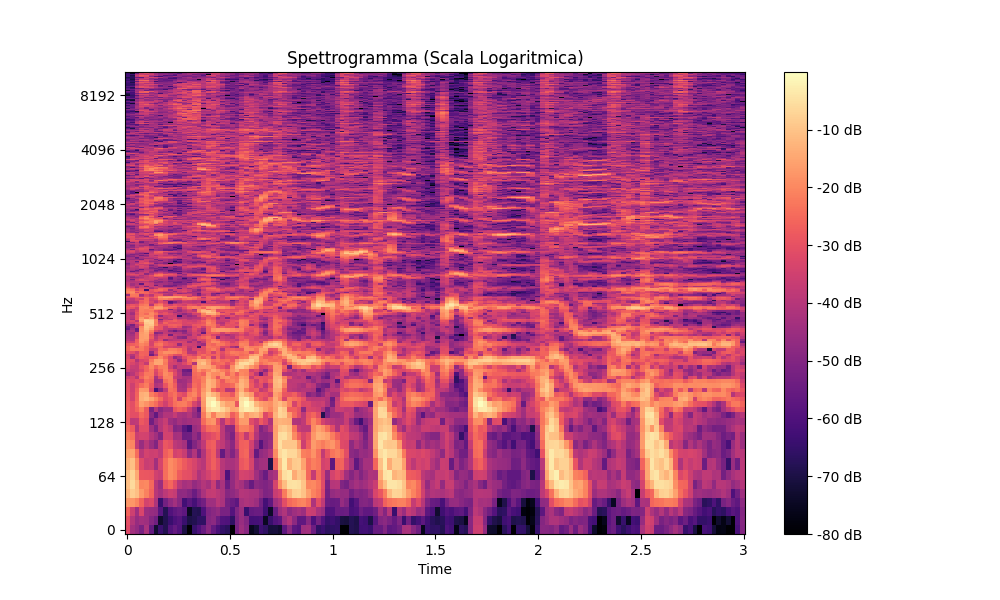 Spettrogramma (Scala Logaritmica)
8192
4096
2048
1024
512
256
128
64
0
Hz
0
0.5
1
1.5
2
2.5
3
Time
-10 dB
-20 dB
-30 dB
-40 dB
-50 dB
-60 dB
-70 dB
-80 dB